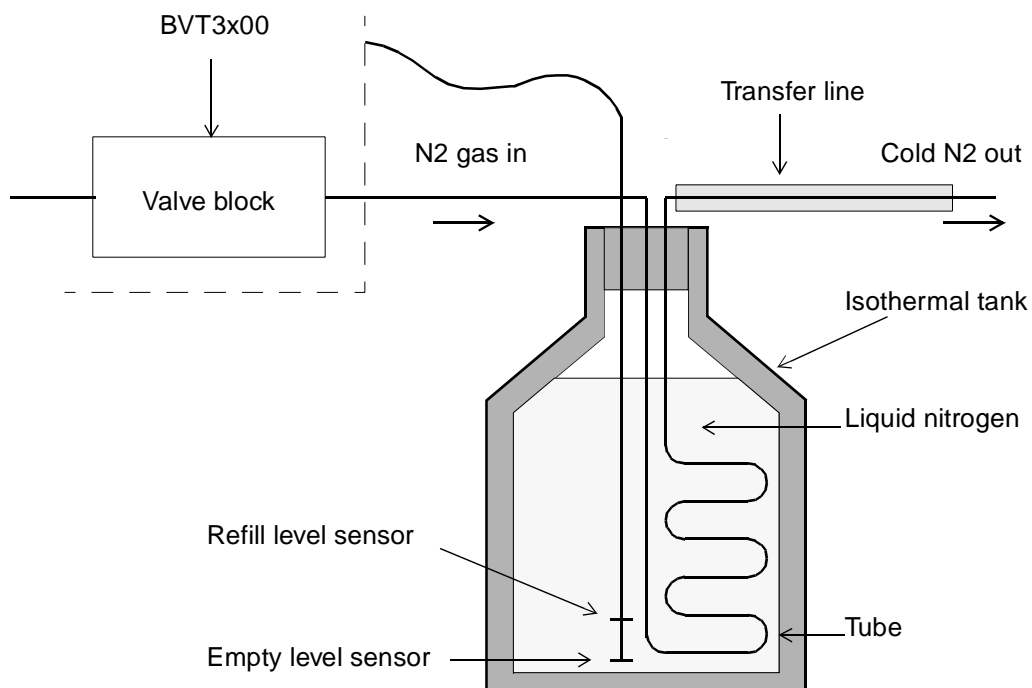 BVT3x00
Transfer line
N2 gas in
Cold N2 out
Valve block
Isothermal tank
Liquid nitrogen
Refill level sensor
Tube
Empty level sensor